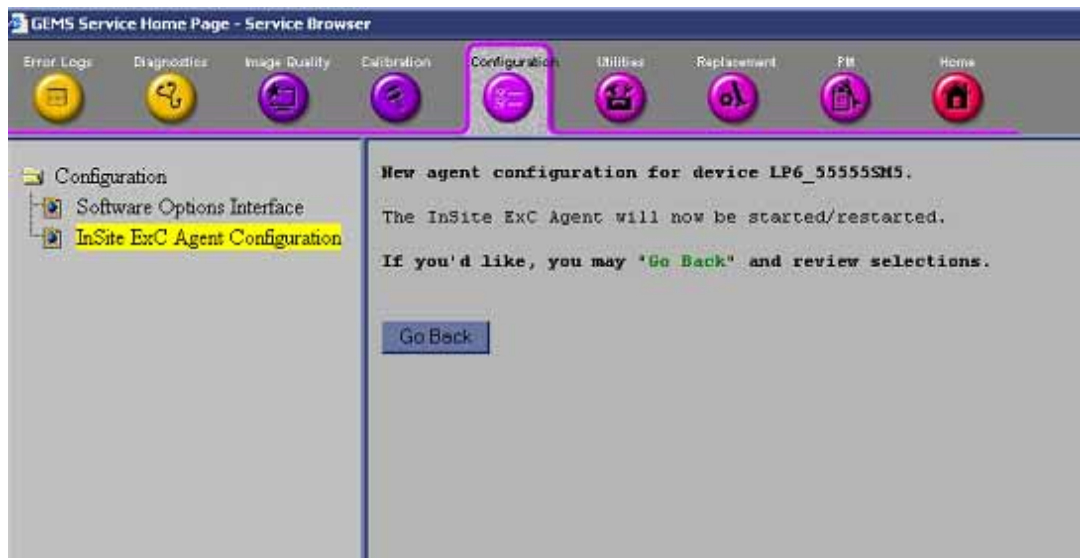 GEMS Service Home Page - Service Browser
Error Logs Diagnostics Image Quality Calibration Configuration Utilities Replacement PM Home
Configuration
Software Options Interface
InSite ExC Agent Configuration
New agent configuration for device LP6_55555SM5.
The InSite ExC Agent will now be started/restarted.
If you'd like, you may "Go Back" and review selections.
Go Back